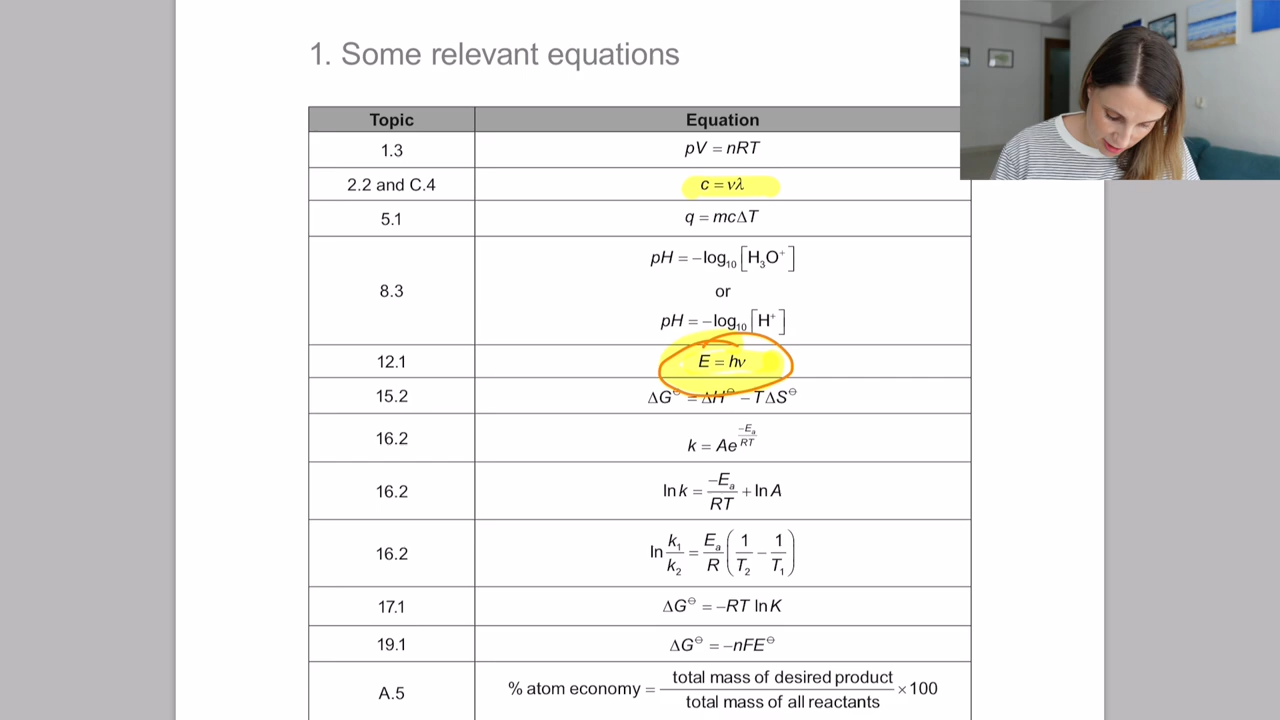 1. Some relevant equations
Topic Equation
1.3 pV = nRT
2.2 and C.4 c = νλ
5.1 q = mcΔT
8.3 pH = −log₁₀[H₃O⁺]
or
pH = −log₁₀[H⁺]
12.1 E = hν
15.2 ΔG⊖ = ΔH⊖ − TΔS⊖
16.2 k = Ae^(−Eₐ/RT)
16.2 ln k = −Eₐ/RT + ln A
16.2 ln k₁/k₂ = Eₐ/R (1/T₂ − 1/T₁)
17.1 ΔG⊖ = −RT ln K
19.1 ΔG⊖ = −nFE⊖
A.5 % atom economy = total mass of desired product / total mass of all reactants × 100